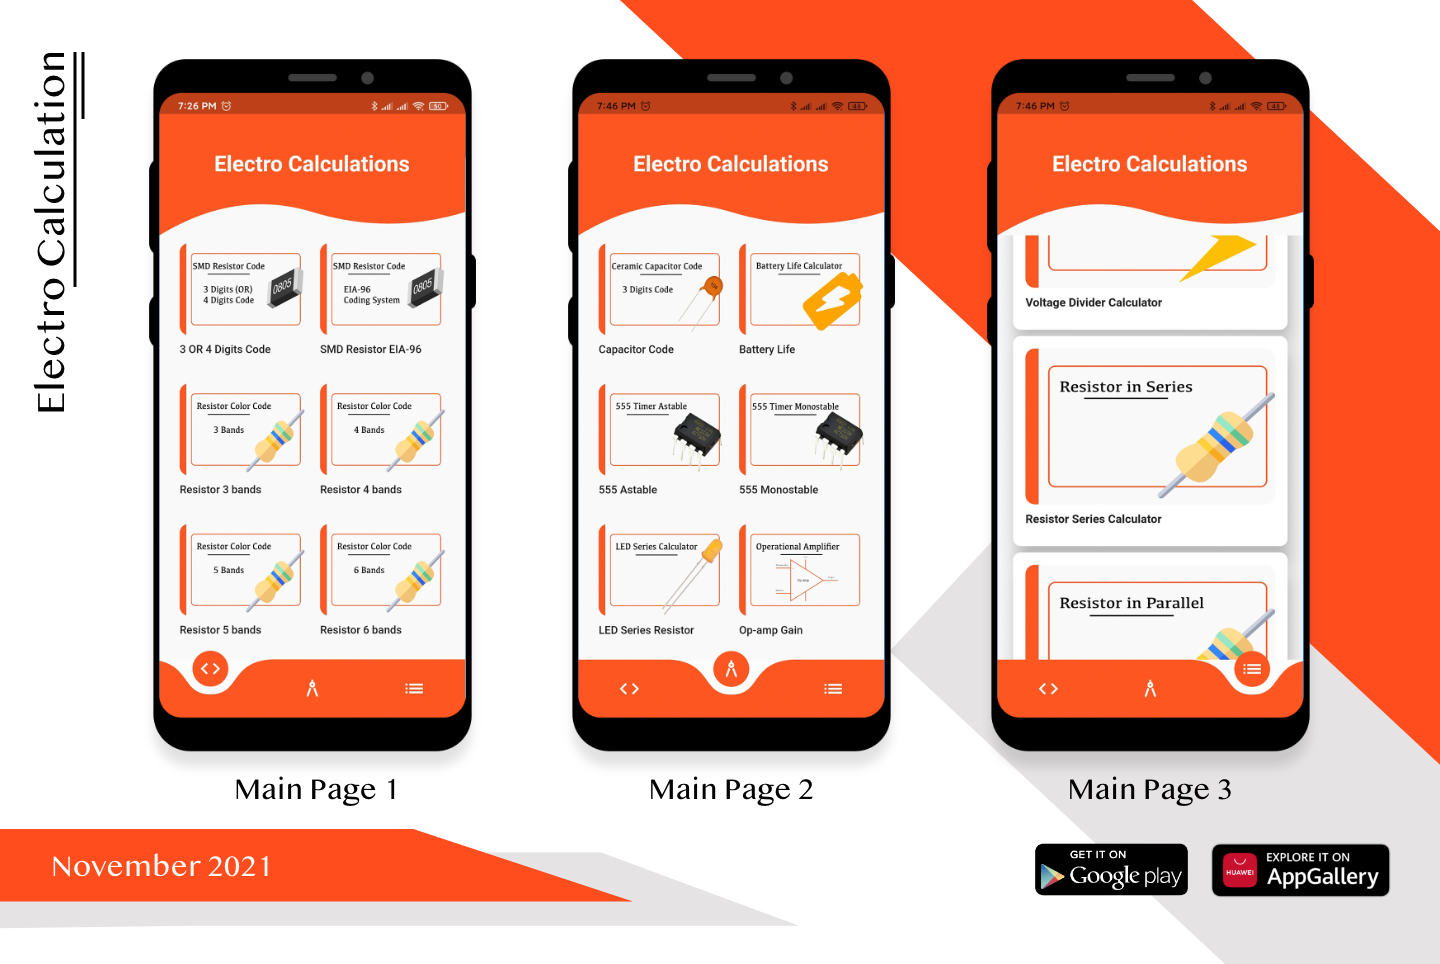 Electro Calculation
7:26 PM
50
Electro Calculations
SMD Resistor Code
3 Digits (OR)
4 Digits Code
0805
3 OR 4 Digits Code
SMD Resistor Code
EIA-96
Coding System
0805
SMD Resistor EIA-96
Resistor Color Code
3 Bands
Resistor 3 bands
Resistor Color Code
4 Bands
Resistor 4 bands
Resistor Color Code
5 Bands
Resistor 5 bands
Resistor Color Code
6 Bands
Resistor 6 bands
Main Page 1
7:46 PM
Electro Calculations
Ceramic Capacitor Code
3 Digits Code
Capacitor Code
Battery Life Calculator
Battery Life
555 Timer Astable
555 Astable
555 Timer Monostable
555 Monostable
LED Series Calculator
LED Series Resistor
Operational Amplifier
Op-amp Gain
Main Page 2
7:46 PM
Electro Calculations
Voltage Divider Calculator
Resistor in Series
Resistor Series Calculator
Resistor in Parallel
Main Page 3
November 2021
GET IT ON
Google play
HUAWEI
EXPLORE IT ON
AppGallery